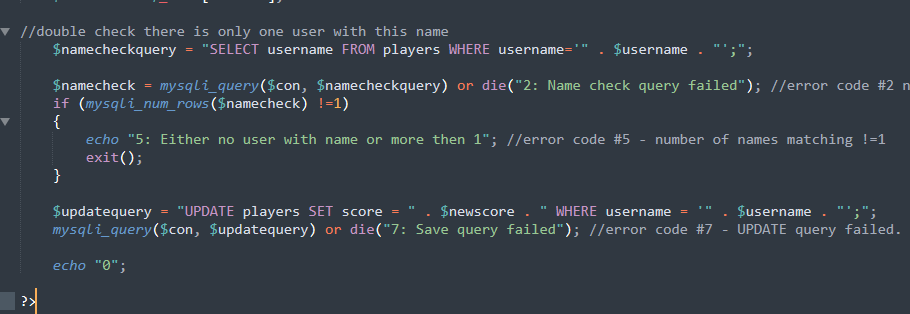 //double check there is only one user with this name
$namecheckquery = "SELECT username FROM players WHERE username='" . $username . "';";
$namecheck = mysqli_query($con, $namecheckquery) or die("2: Name check query failed"); //error code #2 n
if (mysqli_num_rows($namecheck) !=1)
{
echo "5: Either no user with name or more then 1"; //error code #5 - number of names matching !=1
exit();
}
$updatequery = "UPDATE players SET score = " . $newscore . " WHERE username = '" . $username . "';";
mysqli_query($con, $updatequery) or die("7: Save query failed"); //error code #7 - UPDATE query failed.
echo "0";
?>